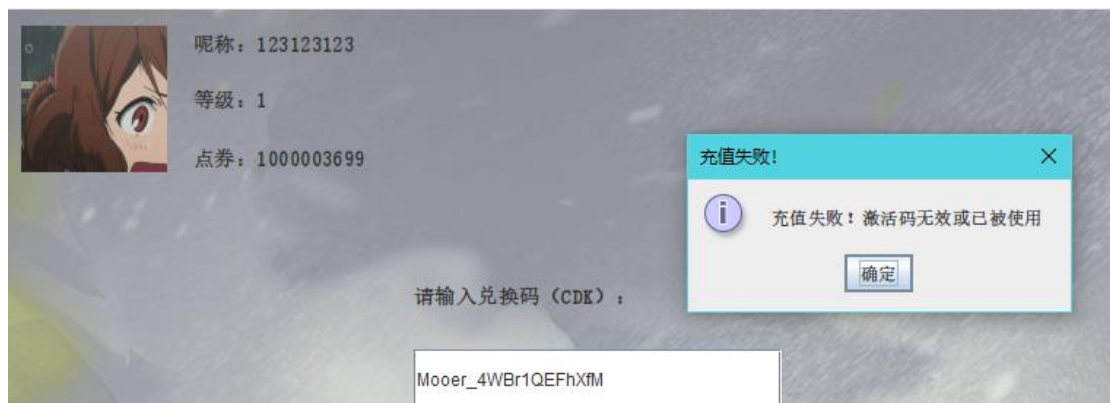 呢称：123123123
等级：1
点券：1000003699
充值失败!
充值失败！激活码无效或已被使用
确定
请输入兑换码（CDK）：
Mooer_4WBr1QEFhXfM